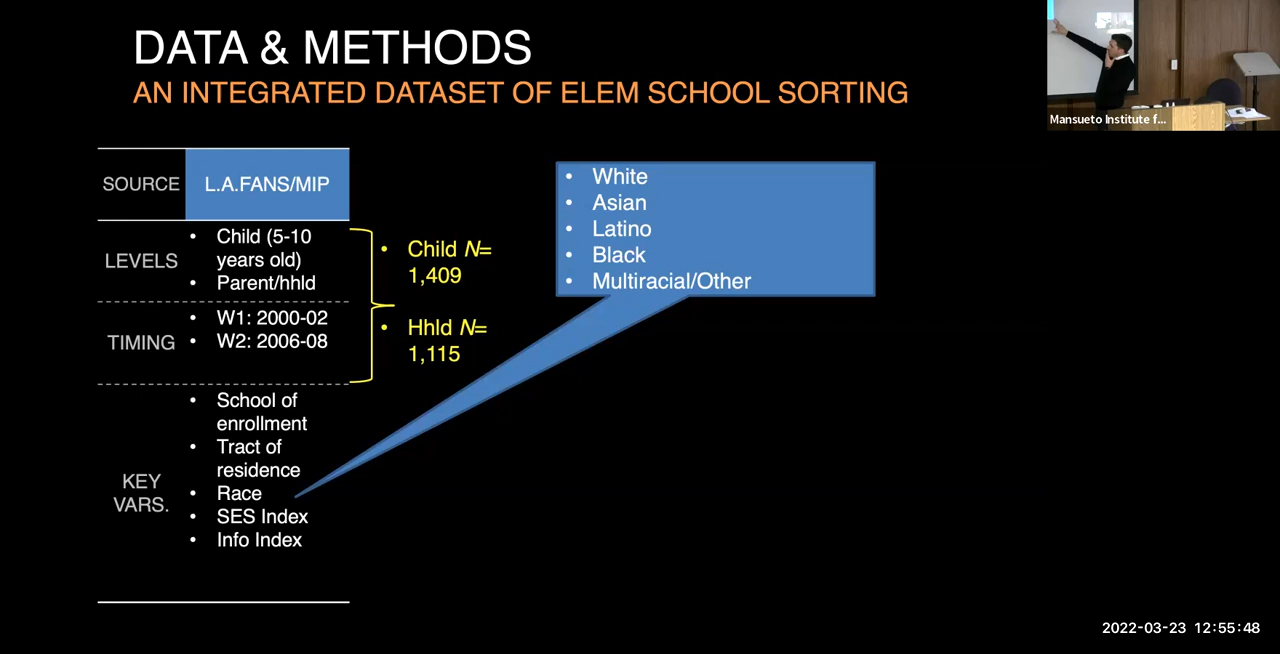 DATA & METHODS
AN INTEGRATED DATASET OF ELEM SCHOOL SORTING
Mansueto Institute f...
SOURCE
L.A.FANS/MIP
LEVELS
• Child (5-10
years old)
• Parent/hhld
TIMING
• W1: 2000-02
• W2: 2006-08
• Child N=
1,409
• Hhld N=
1,115
KEY
VARS.
• School of
enrollment
• Tract of
residence
• Race
• SES Index
• Info Index
• White
• Asian
• Latino
• Black
• Multiracial/Other
2022-03-23 12:55:48